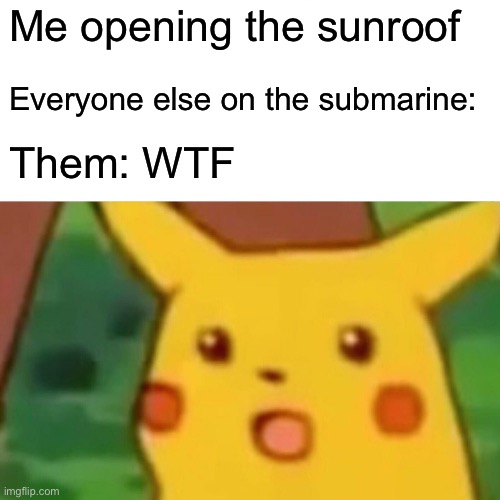 Me opening the sunroof
Everyone else on the submarine:
Them: WTF
imgflip.com